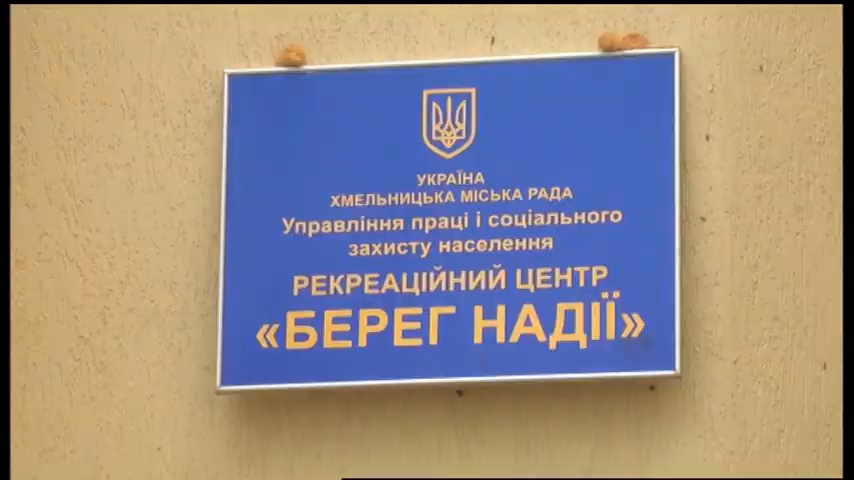 УКРАЇНА
ХМЕЛЬНИЦЬКА МІСЬКА РАДА
Управління праці і соціального
захисту населення
РЕКРЕАЦІЙНИЙ ЦЕНТР
«БЕРЕГ НАДІЇ»